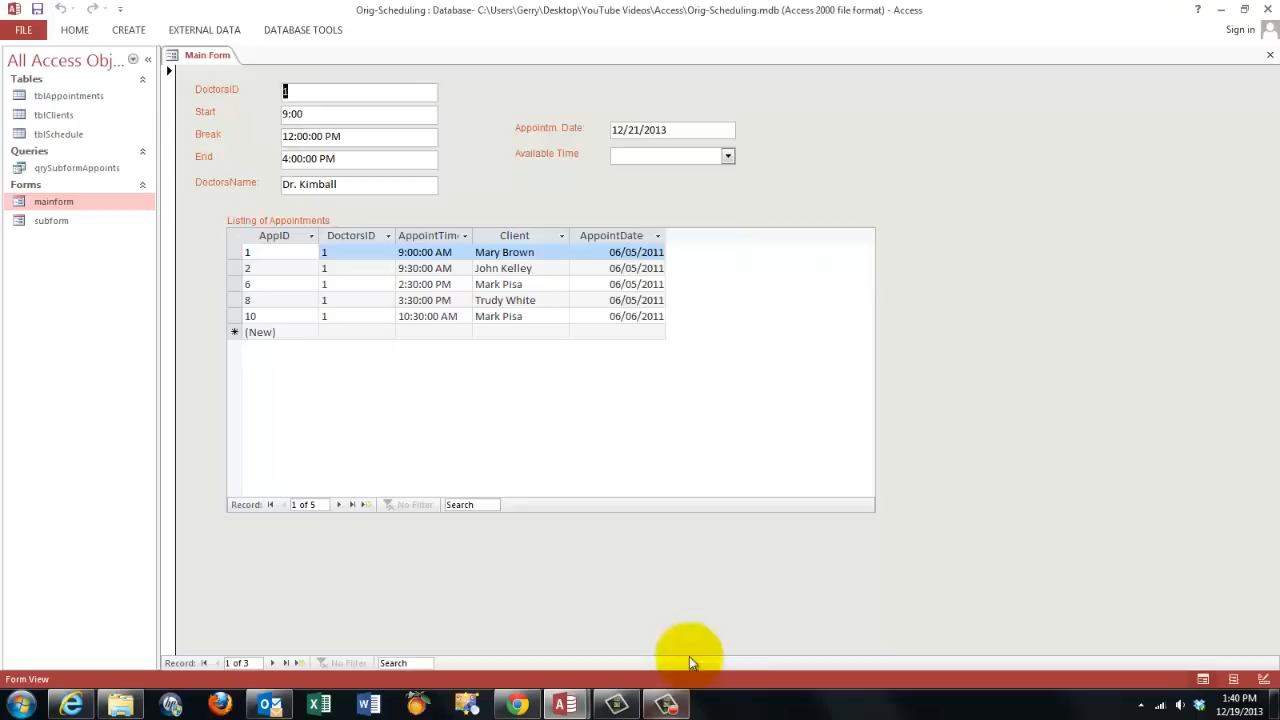 Orig-Scheduling : Database- C:\Users\Gerry\Desktop\YouTube Videos\Access\Orig-Scheduling.mdb (Access 2000 file format) - Access
?
FILE HOME CREATE EXTERNAL DATA DATABASE TOOLS
Sign in
All Access Obj... «
Main Form
Tables
tblAppointments
tblClients
tblSchedule
Queries
qrySubformAppoints
Forms
mainform
subform
DoctorsID 1
Start 9:00
Break 12:00:00 PM
End 4:00:00 PM
DoctorsName: Dr. Kimball
Appointm. Date: 12/21/2013
Available Time
Listing of Appointments
AppID DoctorsID AppointTim Client AppointDate
1 1 9:00:00 AM Mary Brown 06/05/2011
2 1 9:30:00 AM John Kelley 06/05/2011
6 1 2:30:00 PM Mark Pisa 06/05/2011
8 1 3:30:00 PM Trudy White 06/05/2011
10 1 10:30:00 AM Mark Pisa 06/06/2011
(New)
Record: 1 of 5 No Filter Search
Record: 1 of 3 No Filter Search
Form View
1:40 PM
12/19/2013